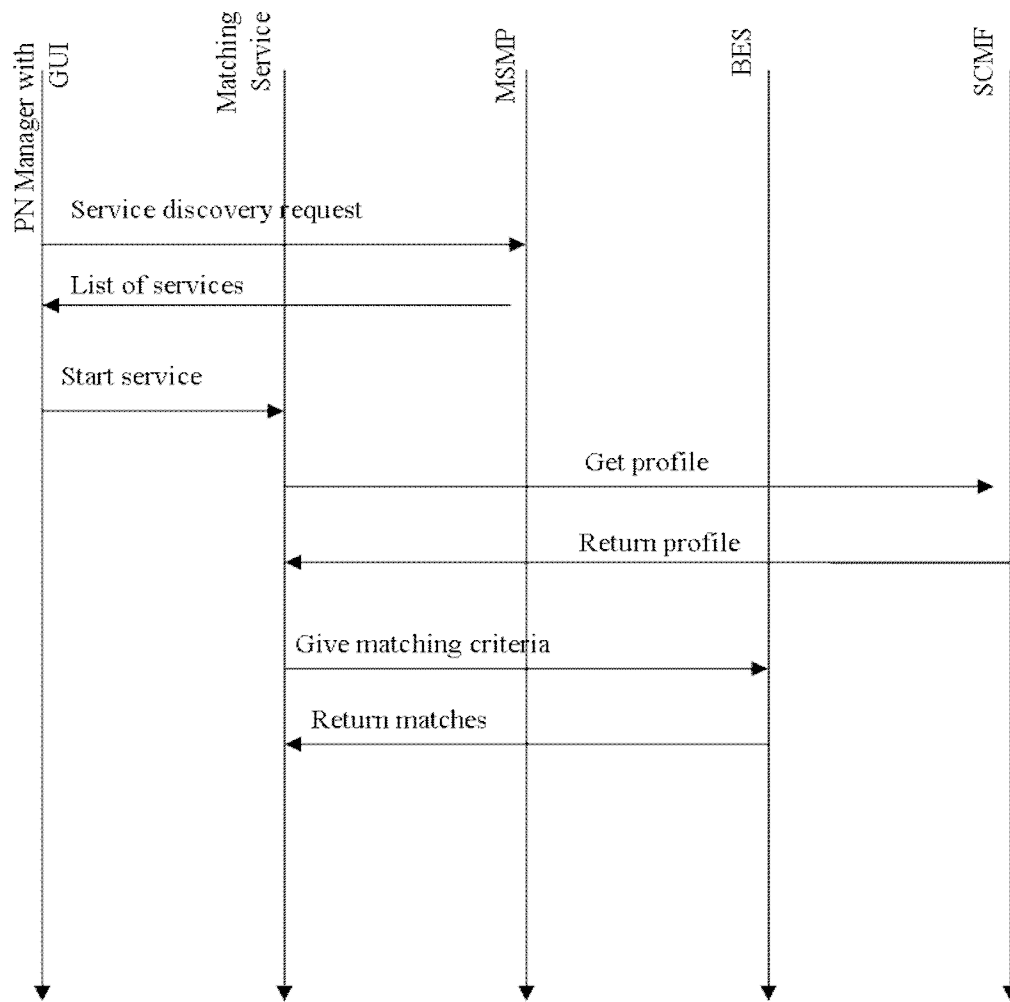 PN Manager with
GUI
Matching
Service
MSMP
BES
SCMF
Service discovery request
List of services
Start service
Get profile
Return profile
Give matching criteria
Return matches